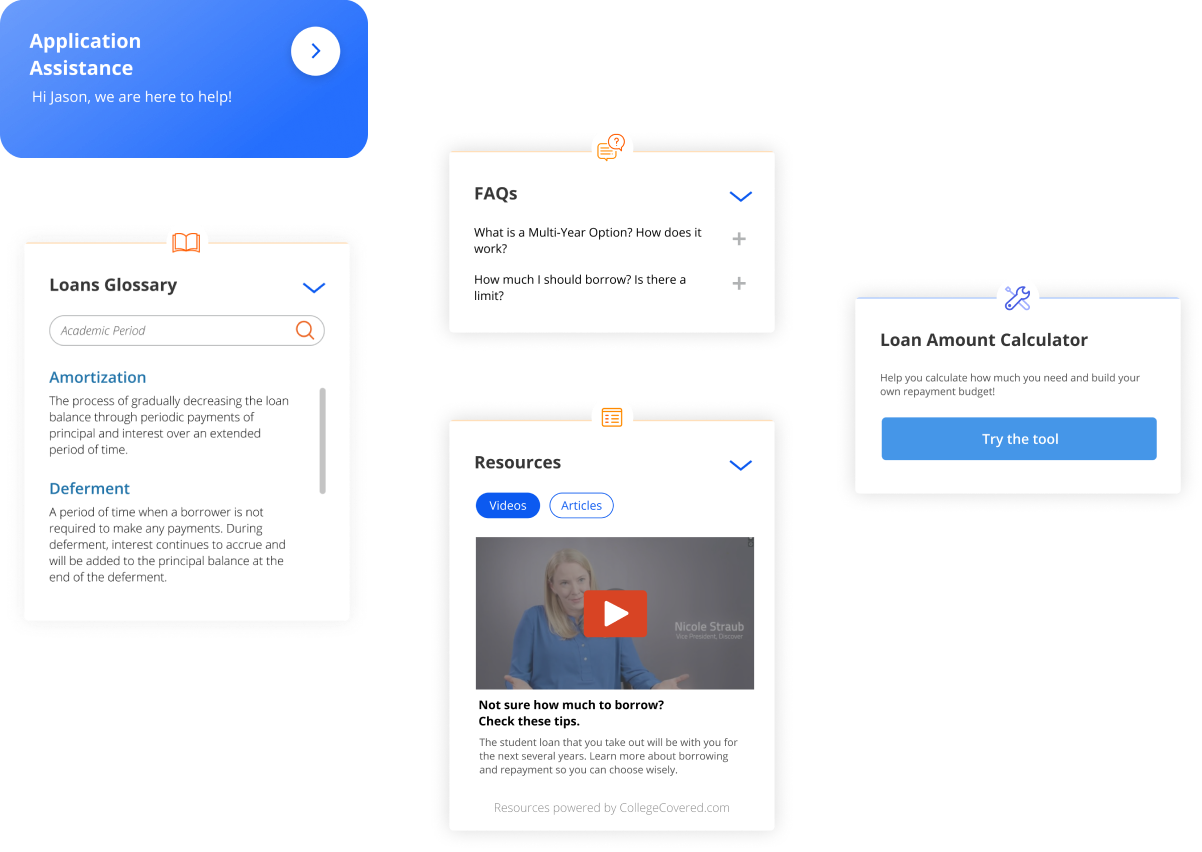 Application
Assistance
Hi Jason, we are here to help!
Loans Glossary
Academic Period
Amortization
The process of gradually decreasing the loan
balance through periodic payments of
principal and interest over an extended
period of time.
Deferment
A period of time when a borrower is not
required to make any payments. During
deferment, interest continues to accrue and
will be added to the principal balance at the
end of the deferment.
?
FAQs
What is a Multi-Year Option? How does it
work?
How much I should borrow? Is there a
limit?
Resources
Videos
Articles
Nicole Straub
Vice President, Discover
Not sure how much to borrow?
Check these tips.
The student loan that you take out will be with you for
the next several years. Learn more about borrowing
and repayment so you can choose wisely.
Resources powered by CollegeCovered.com
Loan Amount Calculator
Help you calculate how much you need and build your
own repayment budget!
Try the tool